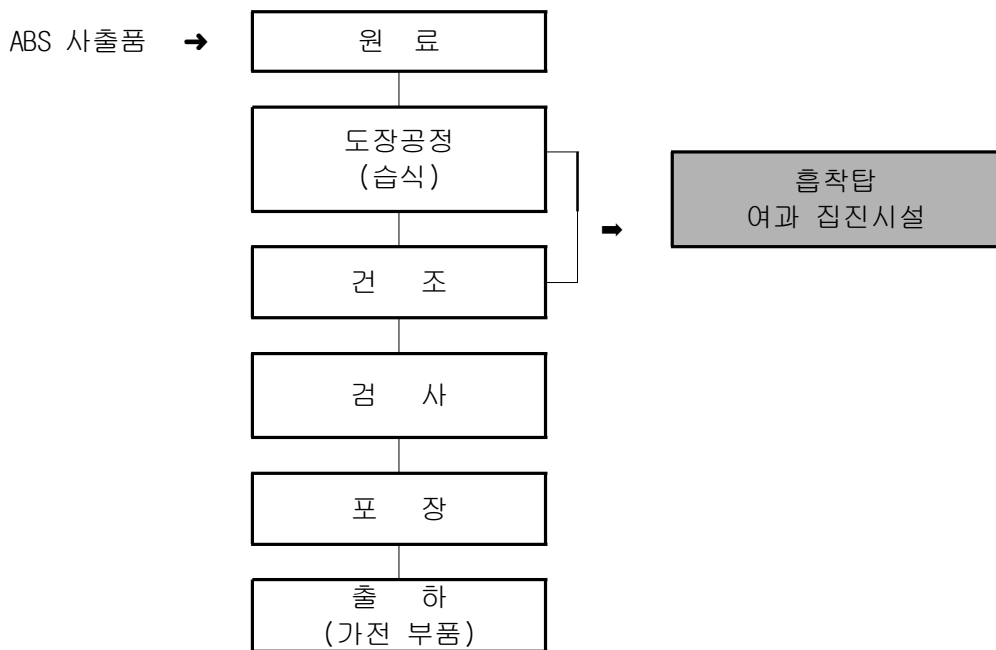 ABS 사출품 ➜
원 료
도장공정
(습식)
흡착탑
여과 집진시설
➡
건 조
검 사
포 장
출 하
(가전 부품)